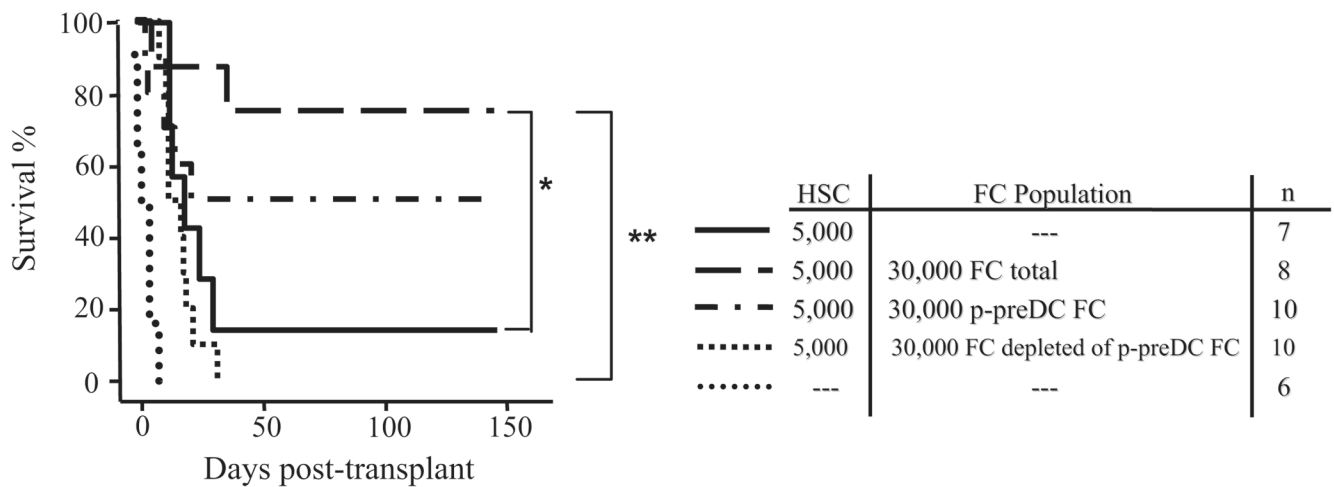 100
80
60
40
20
0
Survival %
0 50 100 150
Days post-transplant
*
**
HSC FC Population n
5,000 --- 7
5,000 30,000 FC total 8
5,000 30,000 p-preDC FC 10
5,000 30,000 FC depleted of p-preDC FC 10
--- --- 6